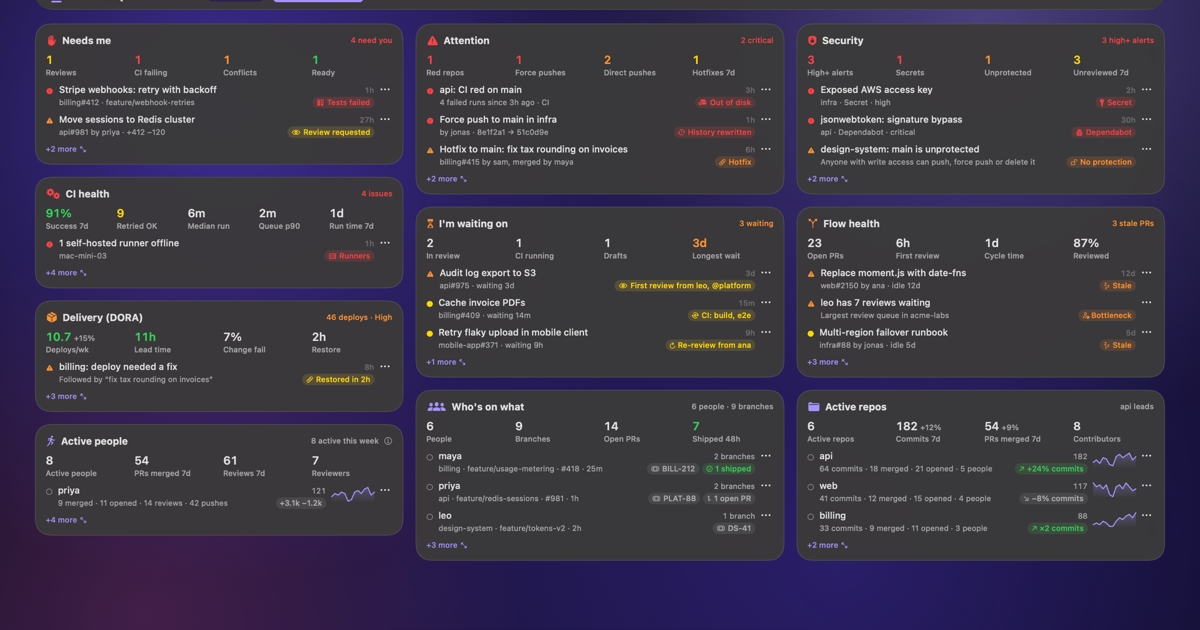 Needs me
4 need you
1 1 1 1
Reviews CI failing Conflicts Ready
Stripe webhooks: retry with backoff 1h
billing#412 · feature/webhook-retries Tests failed
Move sessions to Redis cluster 27h
api#981 by priya · +412 −120 Review requested
+2 more
CI health
4 issues
91% 9 6m 2m 1d
Success 7d Retried OK Median run Queue p90 Run time 7d
1 self-hosted runner offline 1h
mac-mini-03 Runners
+4 more
Delivery (DORA)
46 deploys · High
10.7 +15% 11h 7% 2h
Deploys/wk Lead time Change fail Restore
billing: deploy needed a fix 8h
Followed by "fix tax rounding on invoices" Restored in 2h
+3 more
Active people
8 active this week
8 54 61 7
Active people PRs merged 7d Reviews 7d Reviewers
priya 121
9 merged · 11 opened · 14 reviews · 42 pushes +3.1k −1.2k
+4 more
Attention
2 critical
1 1 2 1
Red repos Force pushes Direct pushes Hotfixes 7d
api: CI red on main 3h
4 failed runs since 3h ago · CI Out of disk
Force push to main in infra 1h
by jonas · 8e1f2a1 → 51c0d9e History rewritten
Hotfix to main: fix tax rounding on invoices 6h
billing#415 by sam, merged by maya Hotfix
+2 more
I'm waiting on
3 waiting
2 1 1 3d
In review CI running Drafts Longest wait
Audit log export to S3 3d
api#975 · waiting 3d First review from leo, @platform
Cache invoice PDFs 15m
billing#409 · waiting 14m CI: build, e2e
Retry flaky upload in mobile client 9h
mobile-app#371 · waiting 9h Re-review from ana
+1 more
Who's on what
6 people · 9 branches
6 9 14 7
People Branches Open PRs Shipped 48h
maya 2 branches
billing · feature/usage-metering · #418 · 25m BILL-212 1 shipped
priya 2 branches
api · feature/redis-sessions · #981 · 1h PLAT-88 1 open PR
leo 1 branch
design-system · feature/tokens-v2 · 2h DS-41
+3 more
Security
3 high+ alerts
3 1 1 3
High+ alerts Secrets Unprotected Unreviewed 7d
Exposed AWS access key 2h
infra · Secret · high Secret
jsonwebtoken: signature bypass 30h
api · Dependabot · critical Dependabot
design-system: main is unprotected
Anyone with write access can push, force push or delete it No protection
+2 more
Flow health
3 stale PRs
23 6h 1d 87%
Open PRs First review Cycle time Reviewed
Replace moment.js with date-fns 12d
web#2150 by ana · idle 12d Stale
leo has 7 reviews waiting
Largest review queue in acme-labs Bottleneck
Multi-region failover runbook 5d
infra#88 by jonas · idle 5d Stale
+3 more
Active repos
api leads
6 182 +12% 54 +9% 8
Active repos Commits 7d PRs merged 7d Contributors
api 182
64 commits · 18 merged · 21 opened · 5 people +24% commits
web 117
41 commits · 12 merged · 15 opened · 4 people −8% commits
billing 88
33 commits · 9 merged · 11 opened · 3 people ×2 commits
+2 more